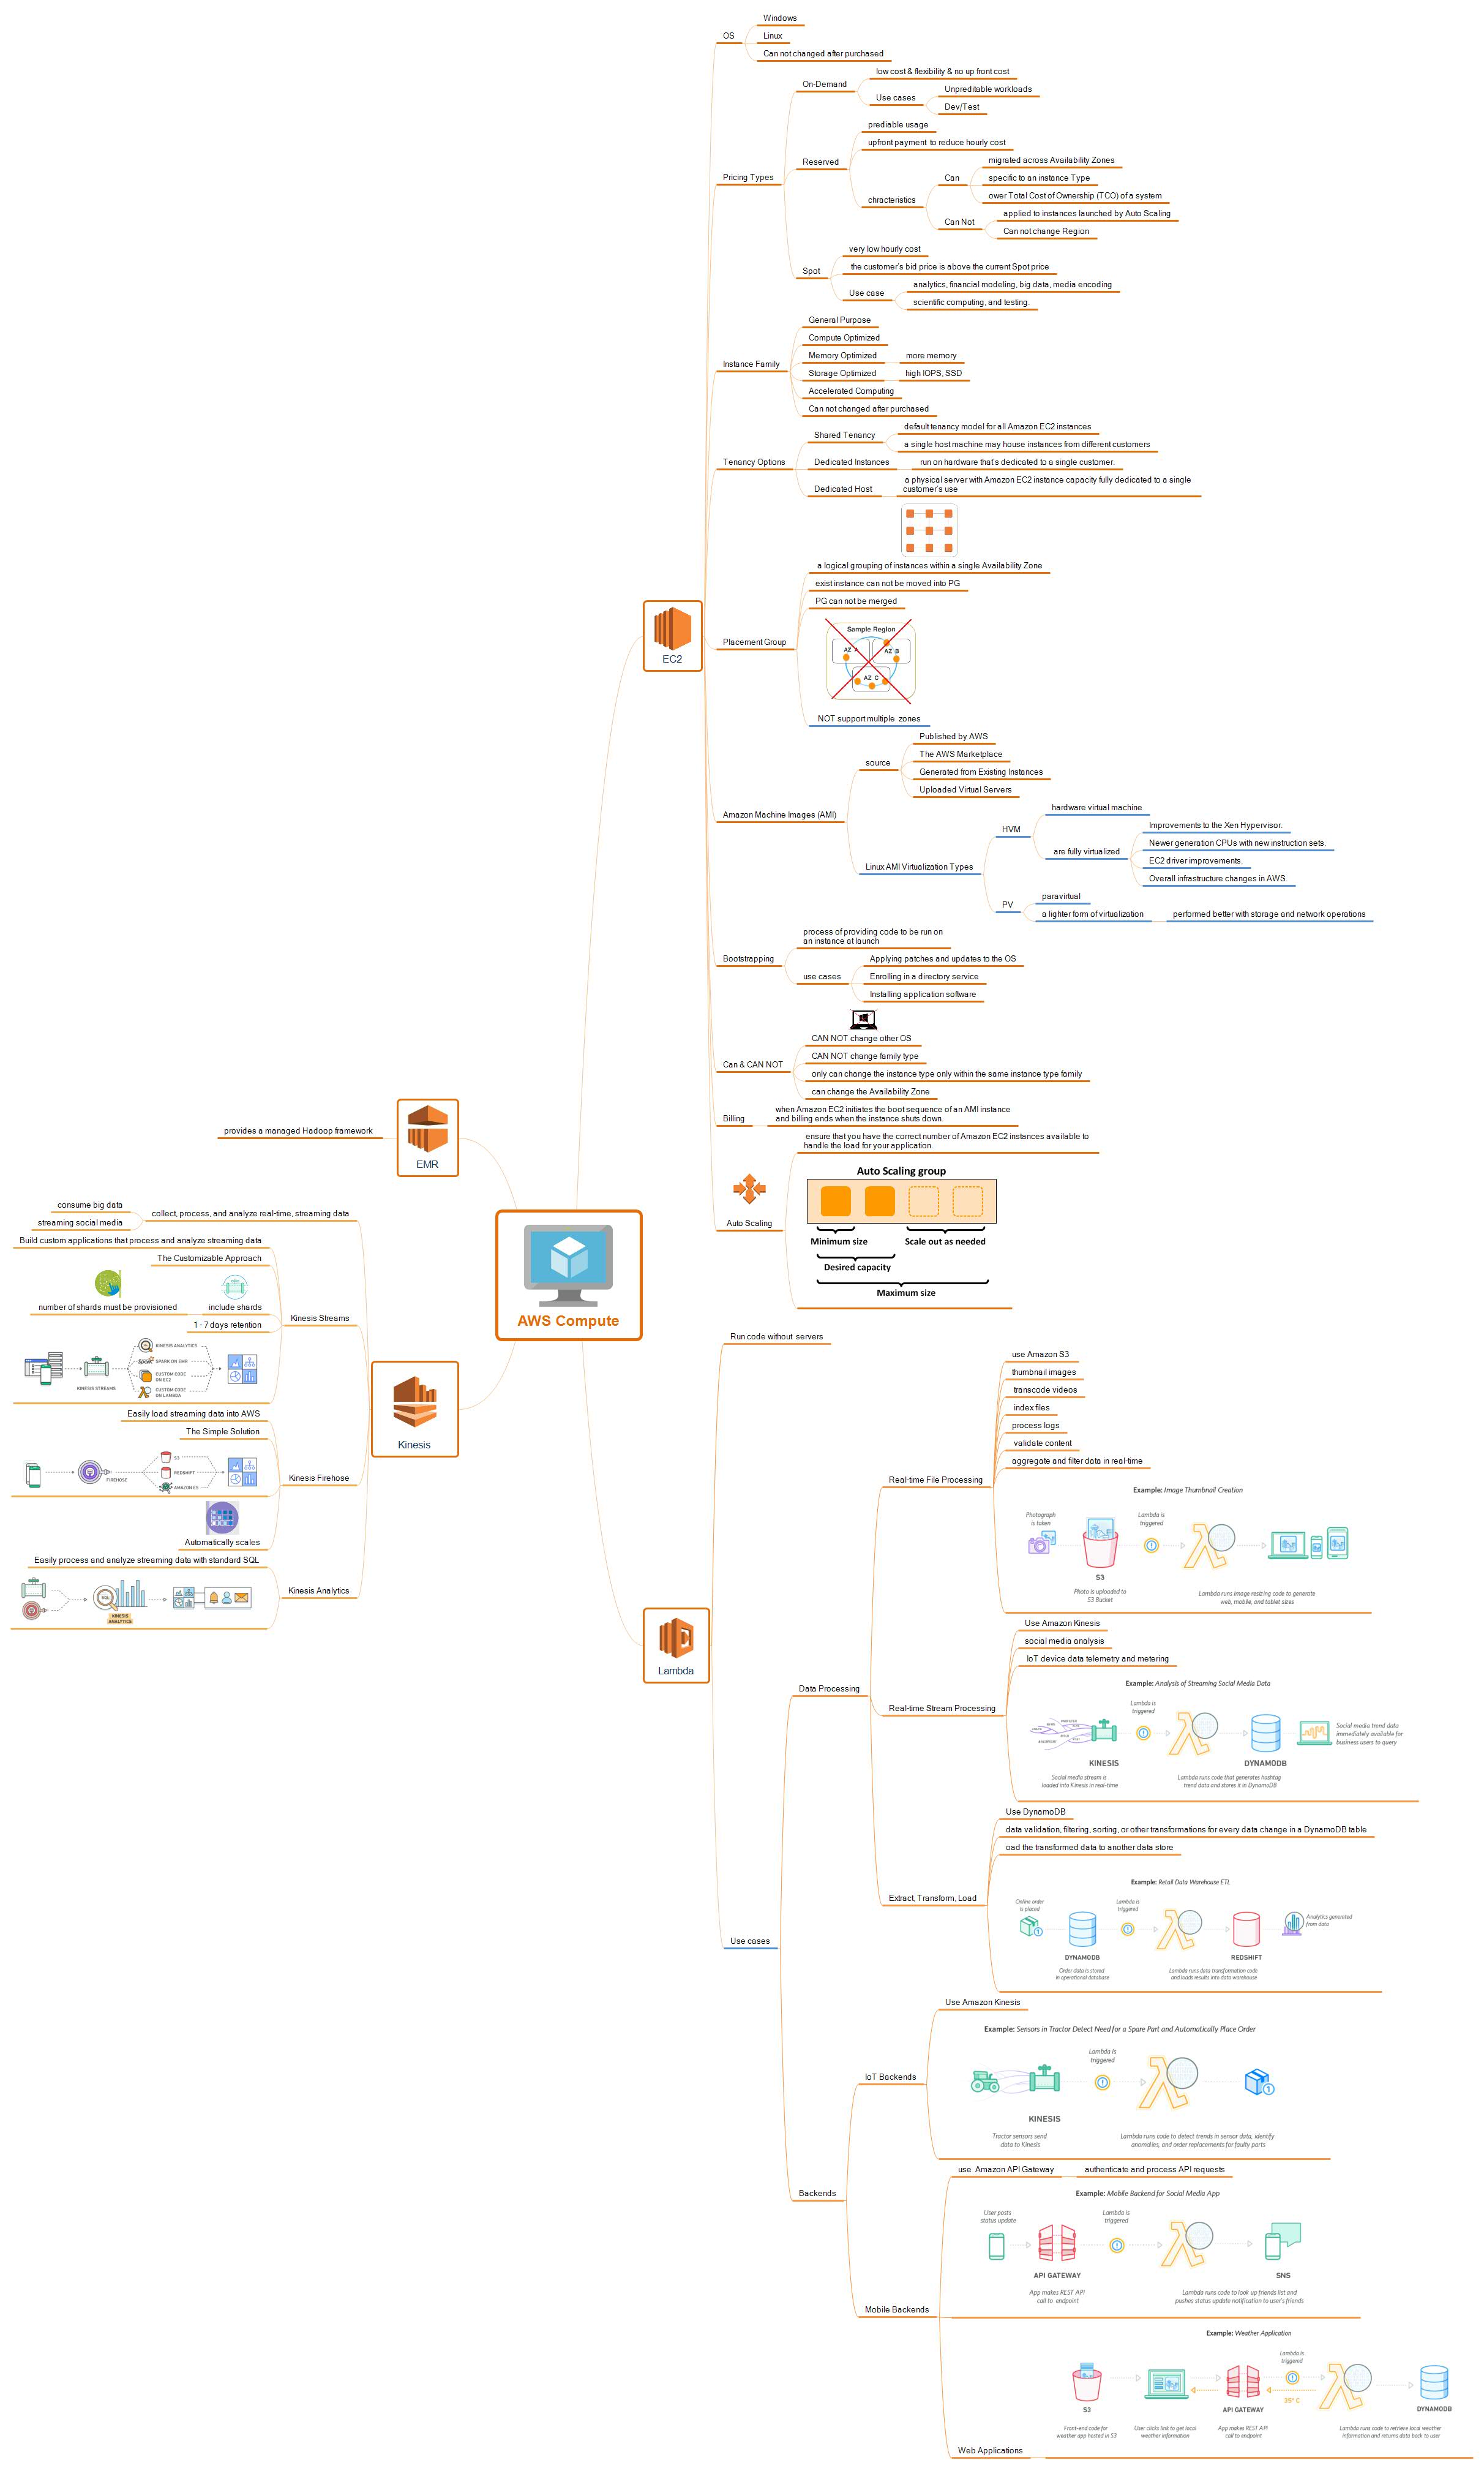 Windows
OS
Linux
Can not changed after purchased
low cost & flexibility & no up front cost
On-Demand
Unpreditable workloads
Use cases
Dev/Test
prediable usage
upfront payment to reduce hourly cost
Reserved
migrated across Availability Zones
Can
specific to an instance Type
Pricing Types
ower Total Cost of Ownership (TCO) of a system
chracteristics
applied to instances launched by Auto Scaling
Can Not
Can not change Region
very low hourly cost
the customer's bid price is above the current Spot price
Spot
analytics, financial modeling, big data, media encoding
Use case
scientific computing, and testing.
General Purpose
Compute Optimized
Memory Optimized
more memory
Instance Family
Storage Optimized
high IOPS, SSD
Accelerated Computing
Can not changed after purchased
default tenancy model for all Amazon EC2 instances
Shared Tenancy
a single host machine may house instances from different customers
Tenancy Options
Dedicated Instances
run on hardware that's dedicated to a single customer.
a physical server with Amazon EC2 instance capacity fully dedicated to a single
customer's use
Dedicated Host
a logical grouping of instances within a single Availability Zone
exist instance can not be moved into PG
PG can not be merged
Sample Region
AZ A
AZ B
AZ C
Placement Group
EC2
NOT support multiple zones
Published by AWS
The AWS Marketplace
source
Generated from Existing Instances
Uploaded Virtual Servers
hardware virtual machine
Amazon Machine Images (AMI)
HVM
Improvements to the Xen Hypervisor.
Newer generation CPUs with new instruction sets.
are fully virtualized
EC2 driver improvements.
Linux AMI Virtualization Types
Overall infrastructure changes in AWS.
paravirtual
PV
a lighter form of virtualization
performed better with storage and network operations
process of providing code to be run on
an instance at launch
Bootstrapping
Applying patches and updates to the OS
use cases
Enrolling in a directory service
Installing application software
CAN NOT change other OS
CAN NOT change family type
Can & CAN NOT
only can change the instance type only within the same instance type family
can change the Availability Zone
Billing
when Amazon EC2 initiates the boot sequence of an AMI instance
and billing ends when the instance shuts down.
ensure that you have the correct number of Amazon EC2 instances available to
handle the load for your application.
Auto Scaling group
Auto Scaling
Minimum size
Scale out as needed
Desired capacity
Maximum size
provides a managed Hadoop framework
EMR
AWS Compute
consume big data
streaming social media
collect, process, and analyze real-time, streaming data
Build custom applications that process and analyze streaming data
The Customizable Approach
number of shards must be provisioned
include shards
Kinesis Streams
1 - 7 days retention
KINESIS ANALYTICS
SPARK ON EMR
CUSTOM CODE
ON EC2
KINESIS STREAMS
CUSTOM CODE
ON LAMBDA
Easily load streaming data into AWS
The Simple Solution
Kinesis
S3
FIREHOSE
REDSHIFT
AMAZON ES
Kinesis Firehose
Automatically scales
Easily process and analyze streaming data with standard SQL
KINESIS
ANALYTICS
Kinesis Analytics
Run code without servers
Lambda
Use cases
Data Processing
use Amazon S3
thumbnail images
transcode videos
index files
process logs
validate content
aggregate and filter data in real-time
Real-time File Processing
Example: Image Thumbnail Creation
Photograph
is taken
Lambda is
triggered
S3
Photo is uploaded to
S3 Bucket
Lambda runs image resizing code to generate
web, mobile, and tablet sizes
Use Amazon Kinesis
social media analysis
IoT device data telemetry and metering
Example: Analysis of Streaming Social Media Data
Real-time Stream Processing
Lambda is
triggered
Social media trend data
immediately available for
business users to query
KINESIS
DYNAMODB
Social media stream is
loaded into Kinesis in real-time
Lambda runs code that generates hashtag
trend data and stores it in DynamoDB
Use DynamoDB
data validation, filtering, sorting, or other transformations for every data change in a DynamoDB table
oad the transformed data to another data store
Example: Retail Data Warehouse ETL
Extract, Transform, Load
Online order
is placed
Lambda is
triggered
Analytics generated
from data
DYNAMODB
REDSHIFT
Order data is stored
in operational database
Lambda runs data transformation code
and loads results into data warehouse
Backends
Use Amazon Kinesis
Example: Sensors in Tractor Detect Need for a Spare Part and Automatically Place Order
Lambda is
triggered
IoT Backends
KINESIS
Tractor sensors send
data to Kinesis
Lambda runs code to detect trends in sensor data, identify
anomalies, and order replacements for faulty parts
use Amazon API Gateway
authenticate and process API requests
Example: Mobile Backend for Social Media App
User posts
status update
Lambda is
triggered
API GATEWAY
SNS
App makes REST API
call to endpoint
Lambda runs code to look up friends list and
pushes status update notification to user's friends
Mobile Backends
Example: Weather Application
Lambda is
triggered
35° C
S3
API GATEWAY
DYNAMODB
Front-end code for
weather app hosted in S3
User clicks link to get local
weather information
App makes REST API
call to endpoint
Lambda runs code to retrieve local weather
information and returns data back to user
Web Applications